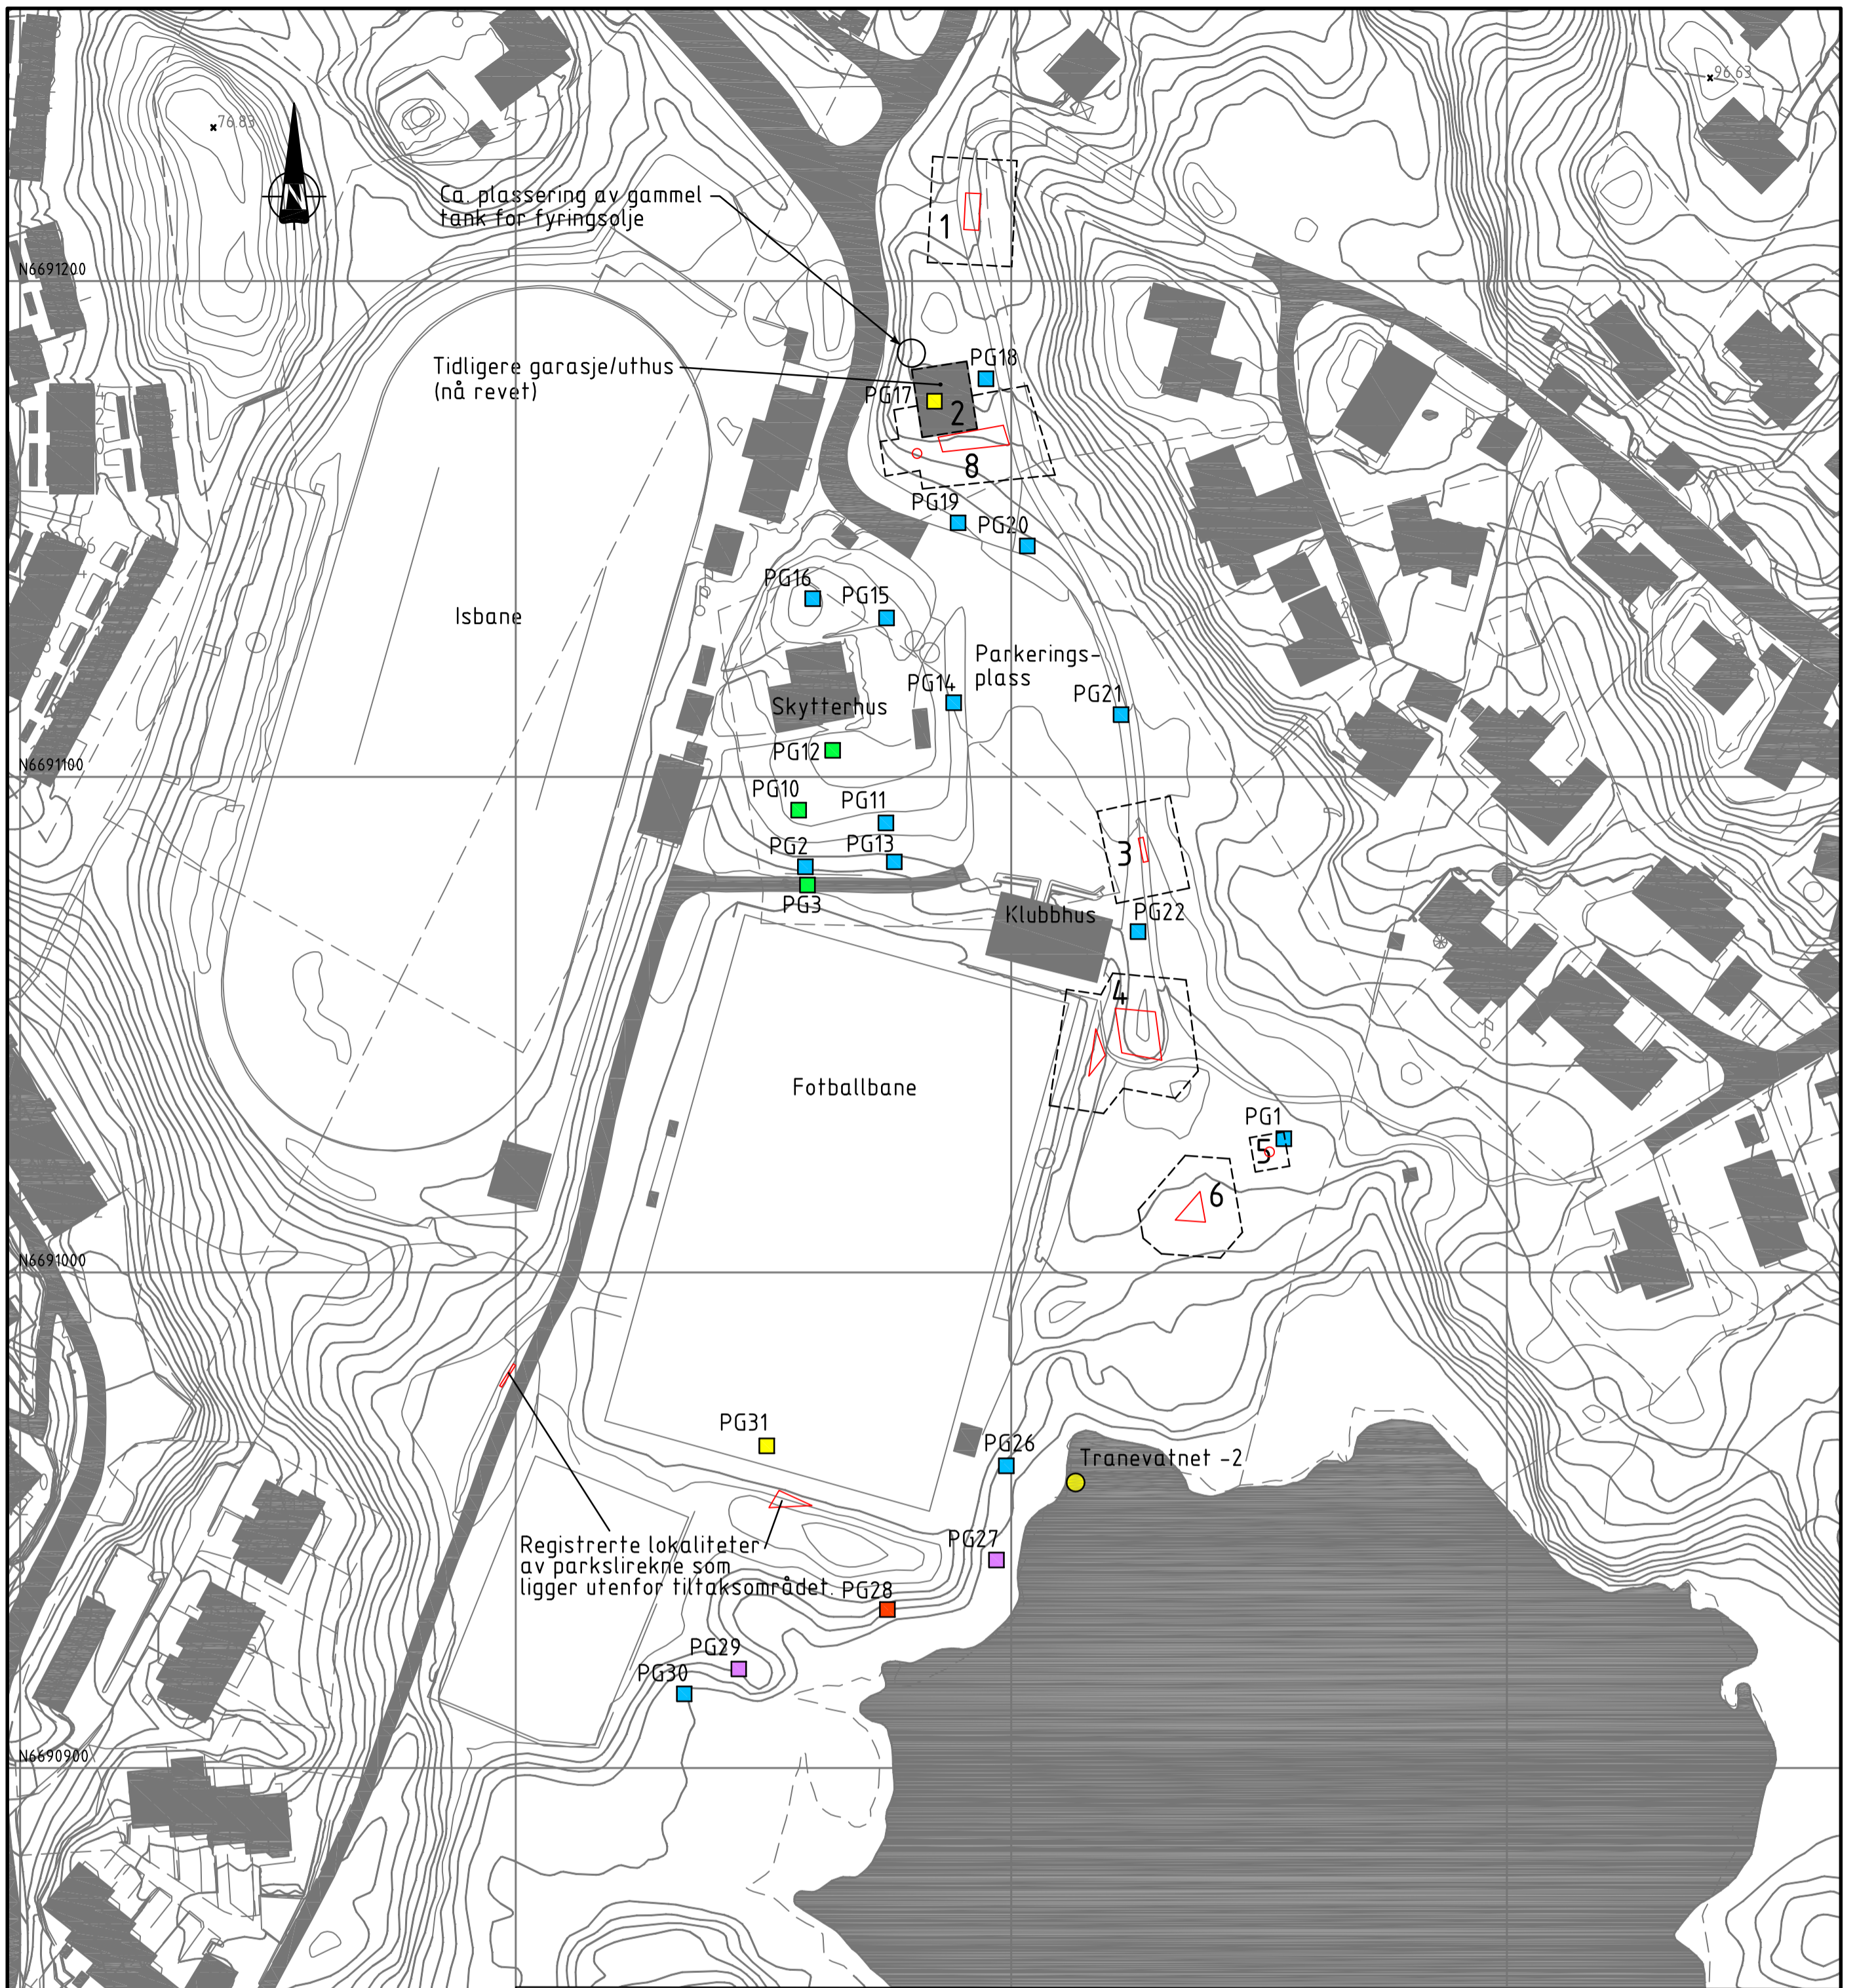 96.63
76.83
N
Ca. plassering av gammel
tank for fyringsolje
1
N6691200
Tidligere garasje/uthus
(nå revet)
PG18
PG17
2
8
PG19
PG20
PG16
PG15
Isbane
Parkerings-
plass
PG14
PG21
Skytterhus
PG12
N6691100
PG10
PG11
PG2
PG13
3
PG3
Klubbhus
PG22
4
Fotballbane
PG1
5
6
N6691000
PG31
PG26
Tranevatnet -2
Registrerte lokaliteter
av parkslirekne som
ligger utenfor tiltaksområdet.
PG27
PG28
PG29
PG30
N6690900